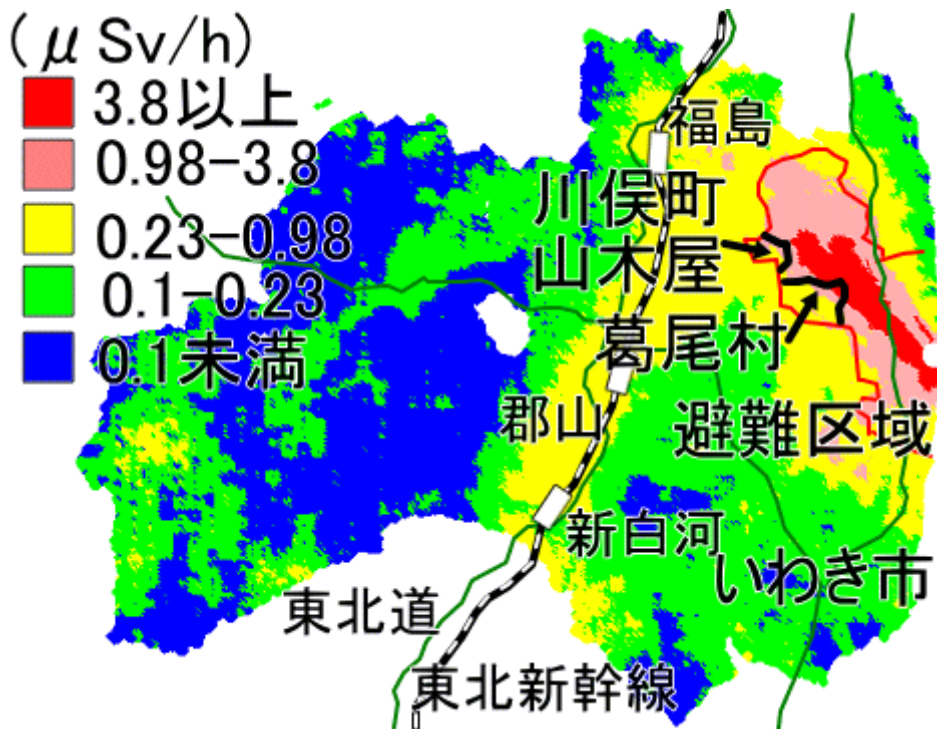 (μSv/h)
3.8以上
0.98-3.8
0.23-0.98
0.1-0.23
0.1未満
福島
川俣町
山木屋
葛尾村
郡山
避難区域
新白河
いわき市
東北道
東北新幹線